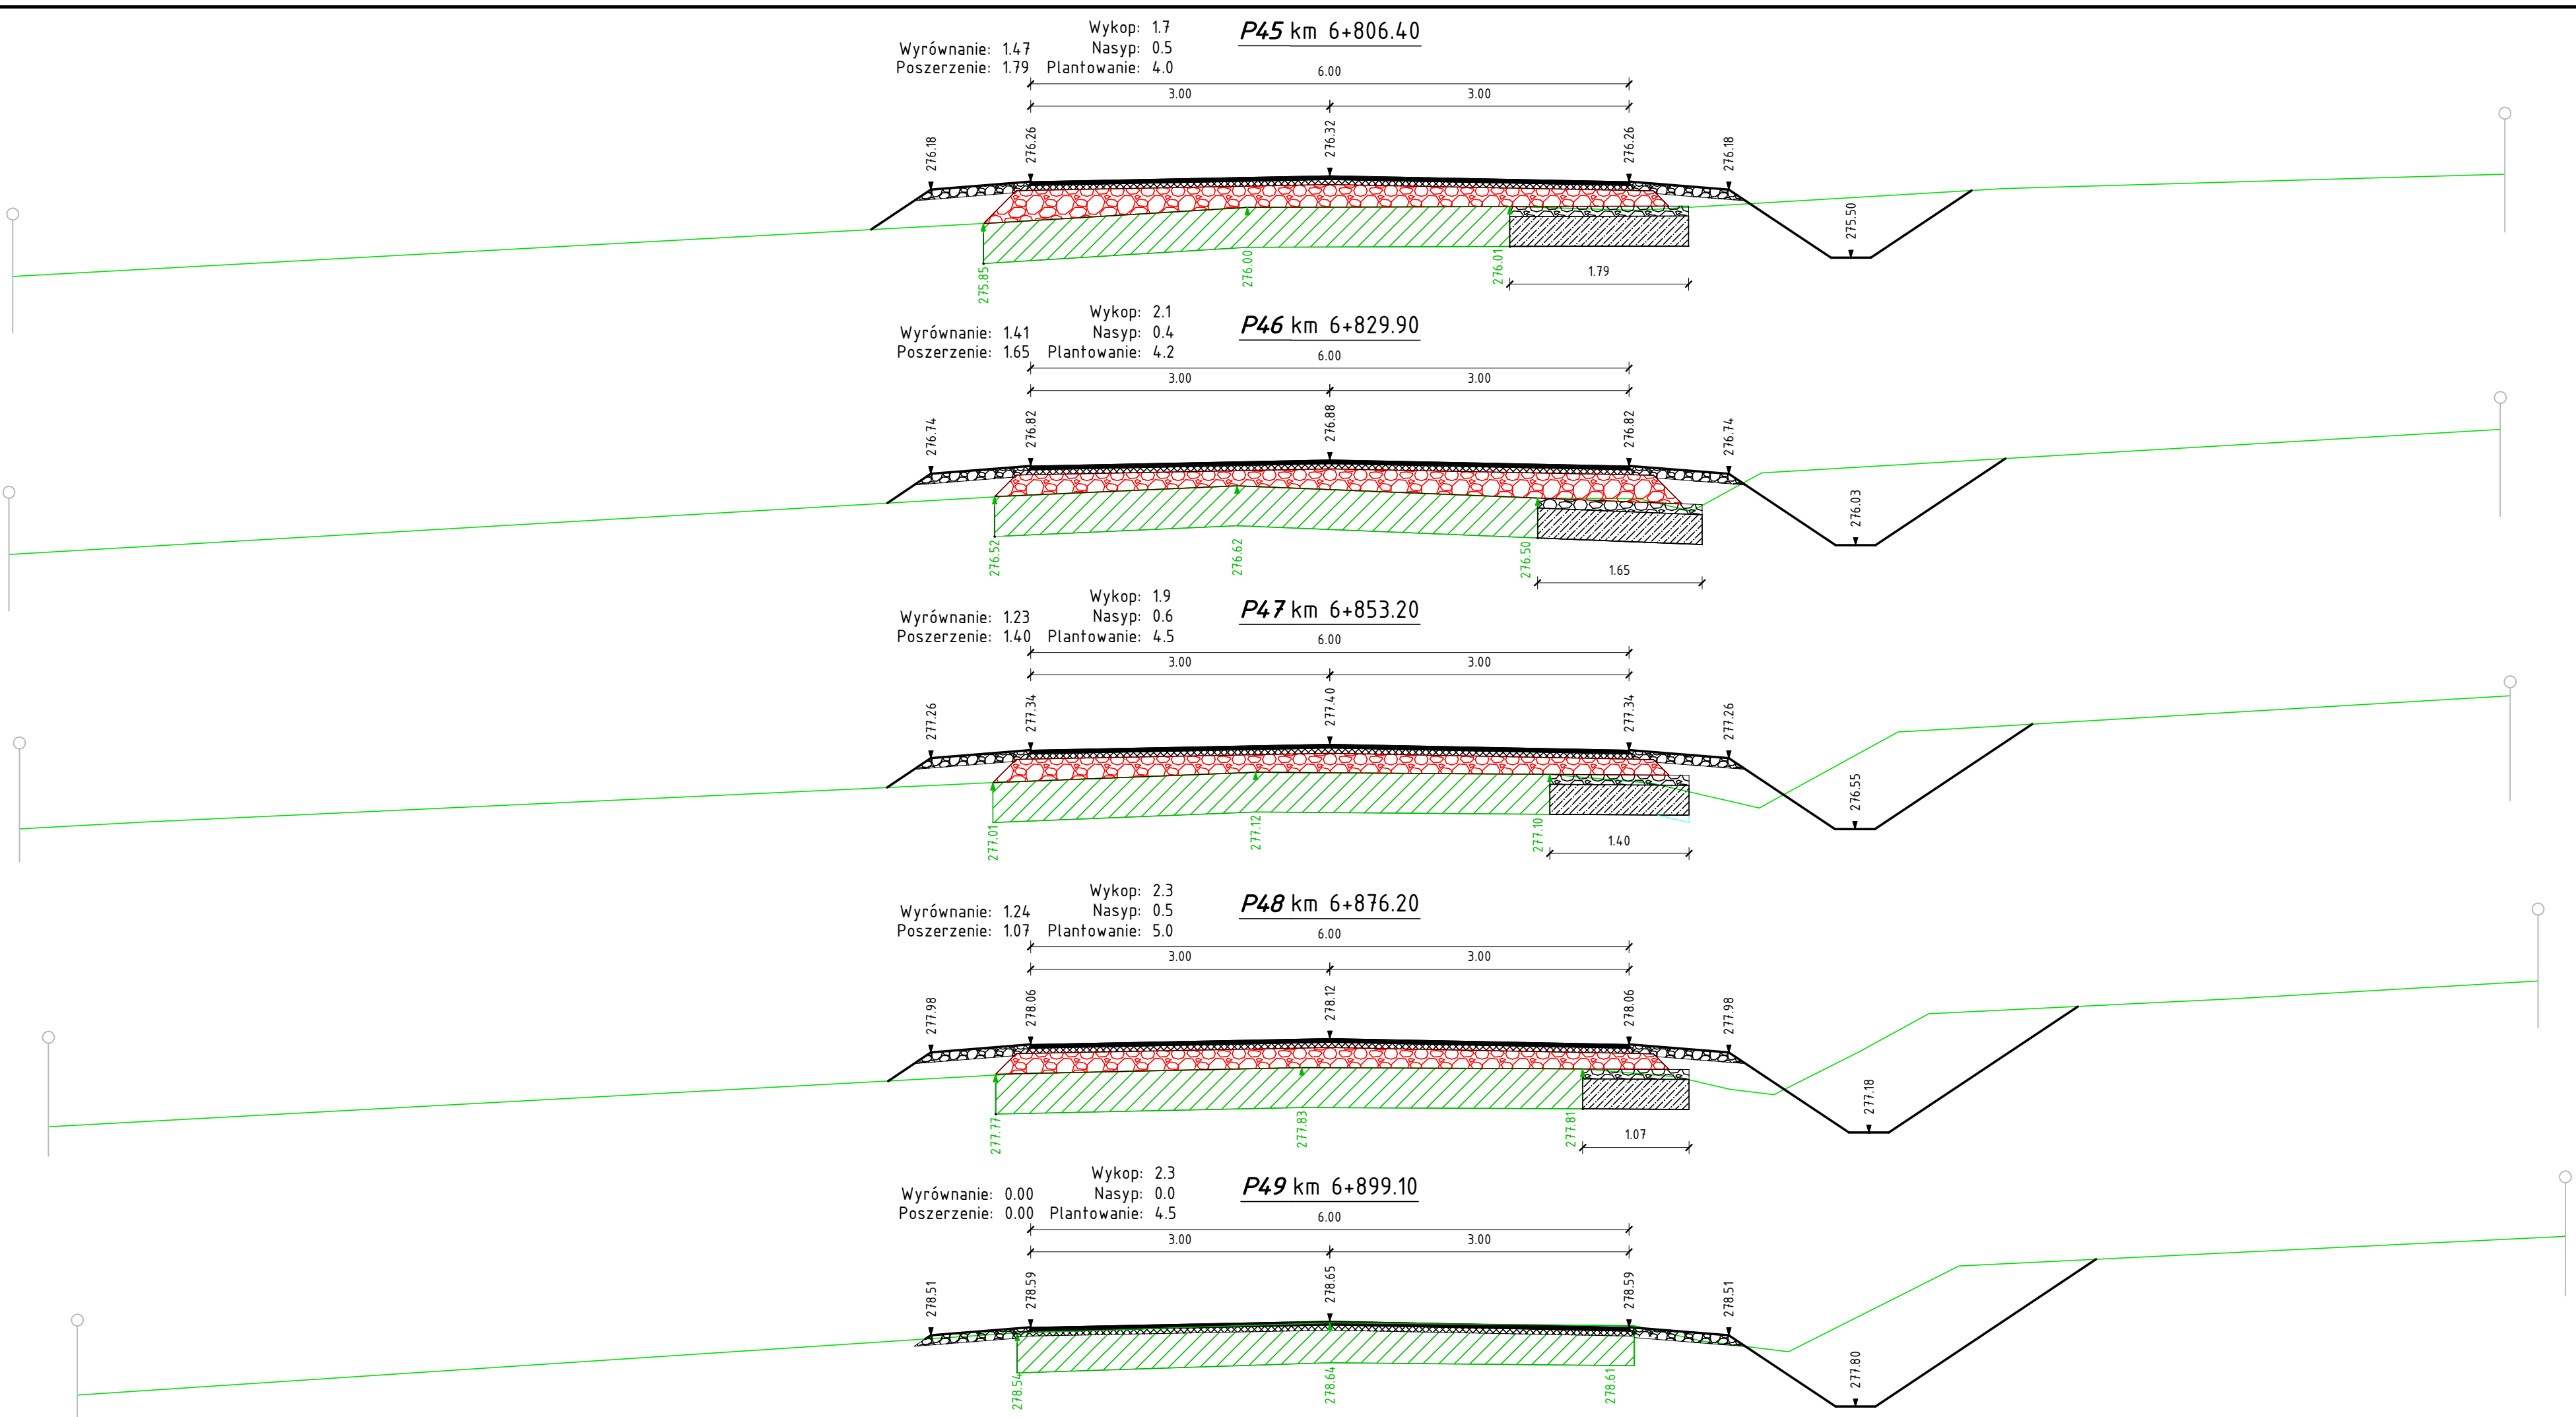 Wykop: 1.7
P45 km 6+806.40
Wyrównanie: 1.47 Nasyp: 0.5
Poszerzenie: 1.79 Plantowanie: 4.0
6.00
3.00 3.00
276.18 276.26 276.32 276.26 276.18
275.50
275.85 276.00 276.01
1.79
Wykop: 2.1
P46 km 6+829.90
Wyrównanie: 1.41 Nasyp: 0.4
Poszerzenie: 1.65 Plantowanie: 4.2
6.00
3.00 3.00
276.74 276.82 276.88 276.82 276.74
276.03
276.52 276.62 276.50
1.65
Wykop: 1.9
P47 km 6+853.20
Wyrównanie: 1.23 Nasyp: 0.6
Poszerzenie: 1.40 Plantowanie: 4.5
6.00
3.00 3.00
277.26 277.34 277.40 277.34 277.26
276.55
277.01 277.12 277.10
1.40
Wykop: 2.3
P48 km 6+876.20
Wyrównanie: 1.24 Nasyp: 0.5
Poszerzenie: 1.07 Plantowanie: 5.0
6.00
3.00 3.00
277.98 278.06 278.12 278.06 277.98
277.18
277.77 277.83 277.81
1.07
Wykop: 2.3
P49 km 6+899.10
Wyrównanie: 0.00 Nasyp: 0.0
Poszerzenie: 0.00 Plantowanie: 4.5
6.00
3.00 3.00
278.51 278.59 278.65 278.59 278.51
277.80
278.54 278.64 278.61